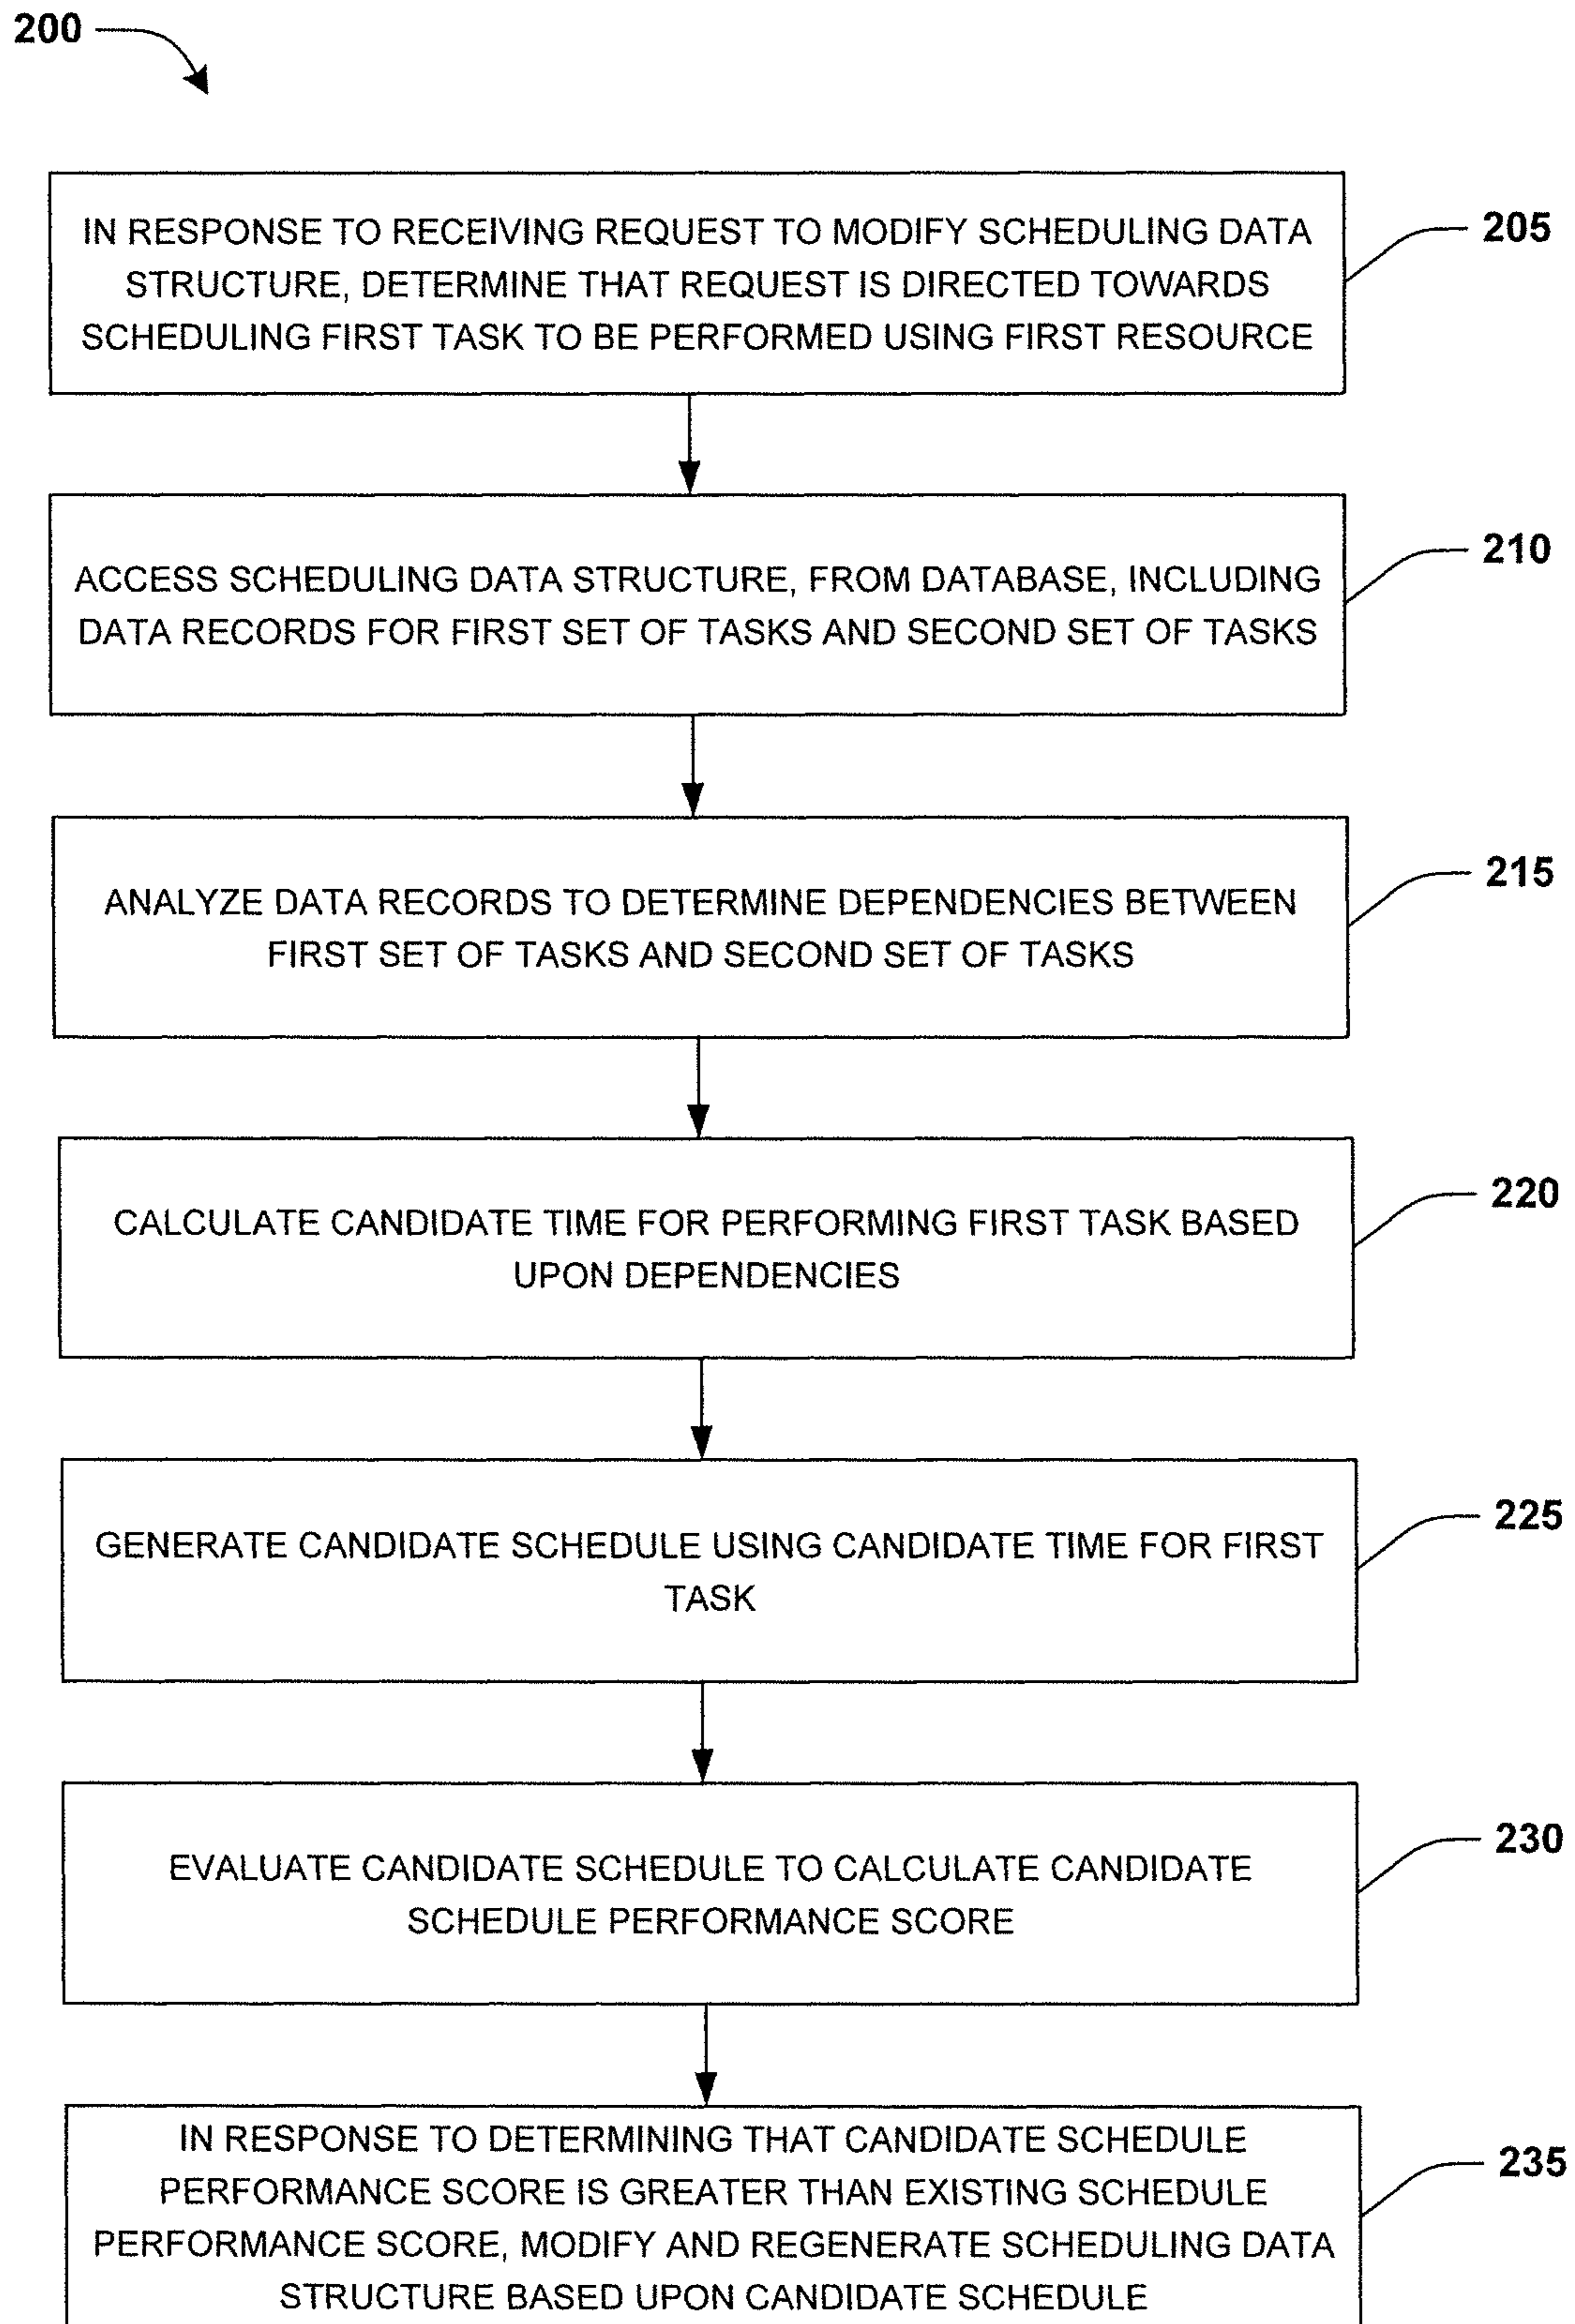 200
IN RESPONSE TO RECEIVING REQUEST TO MODIFY SCHEDULING DATA
STRUCTURE, DETERMINE THAT REQUEST IS DIRECTED TOWARDS
SCHEDULING FIRST TASK TO BE PERFORMED USING FIRST RESOURCE
205
ACCESS SCHEDULING DATA STRUCTURE, FROM DATABASE, INCLUDING
DATA RECORDS FOR FIRST SET OF TASKS AND SECOND SET OF TASKS
210
ANALYZE DATA RECORDS TO DETERMINE DEPENDENCIES BETWEEN
FIRST SET OF TASKS AND SECOND SET OF TASKS
215
CALCULATE CANDIDATE TIME FOR PERFORMING FIRST TASK BASED
UPON DEPENDENCIES
220
GENERATE CANDIDATE SCHEDULE USING CANDIDATE TIME FOR FIRST
TASK
225
EVALUATE CANDIDATE SCHEDULE TO CALCULATE CANDIDATE
SCHEDULE PERFORMANCE SCORE
230
IN RESPONSE TO DETERMINING THAT CANDIDATE SCHEDULE
PERFORMANCE SCORE IS GREATER THAN EXISTING SCHEDULE
PERFORMANCE SCORE, MODIFY AND REGENERATE SCHEDULING DATA
STRUCTURE BASED UPON CANDIDATE SCHEDULE
235